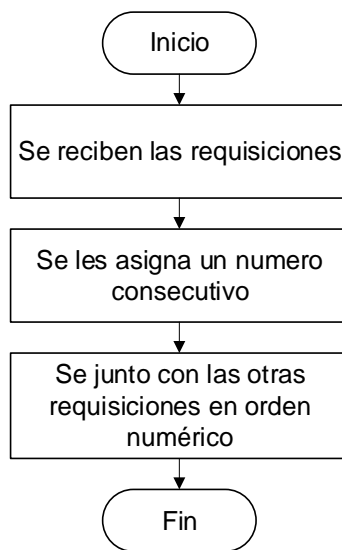 Inicio
Se reciben las requisiciones
Se les asigna un numero
consecutivo
Se junto con las otras
requisiciones en orden
numérico
Fin